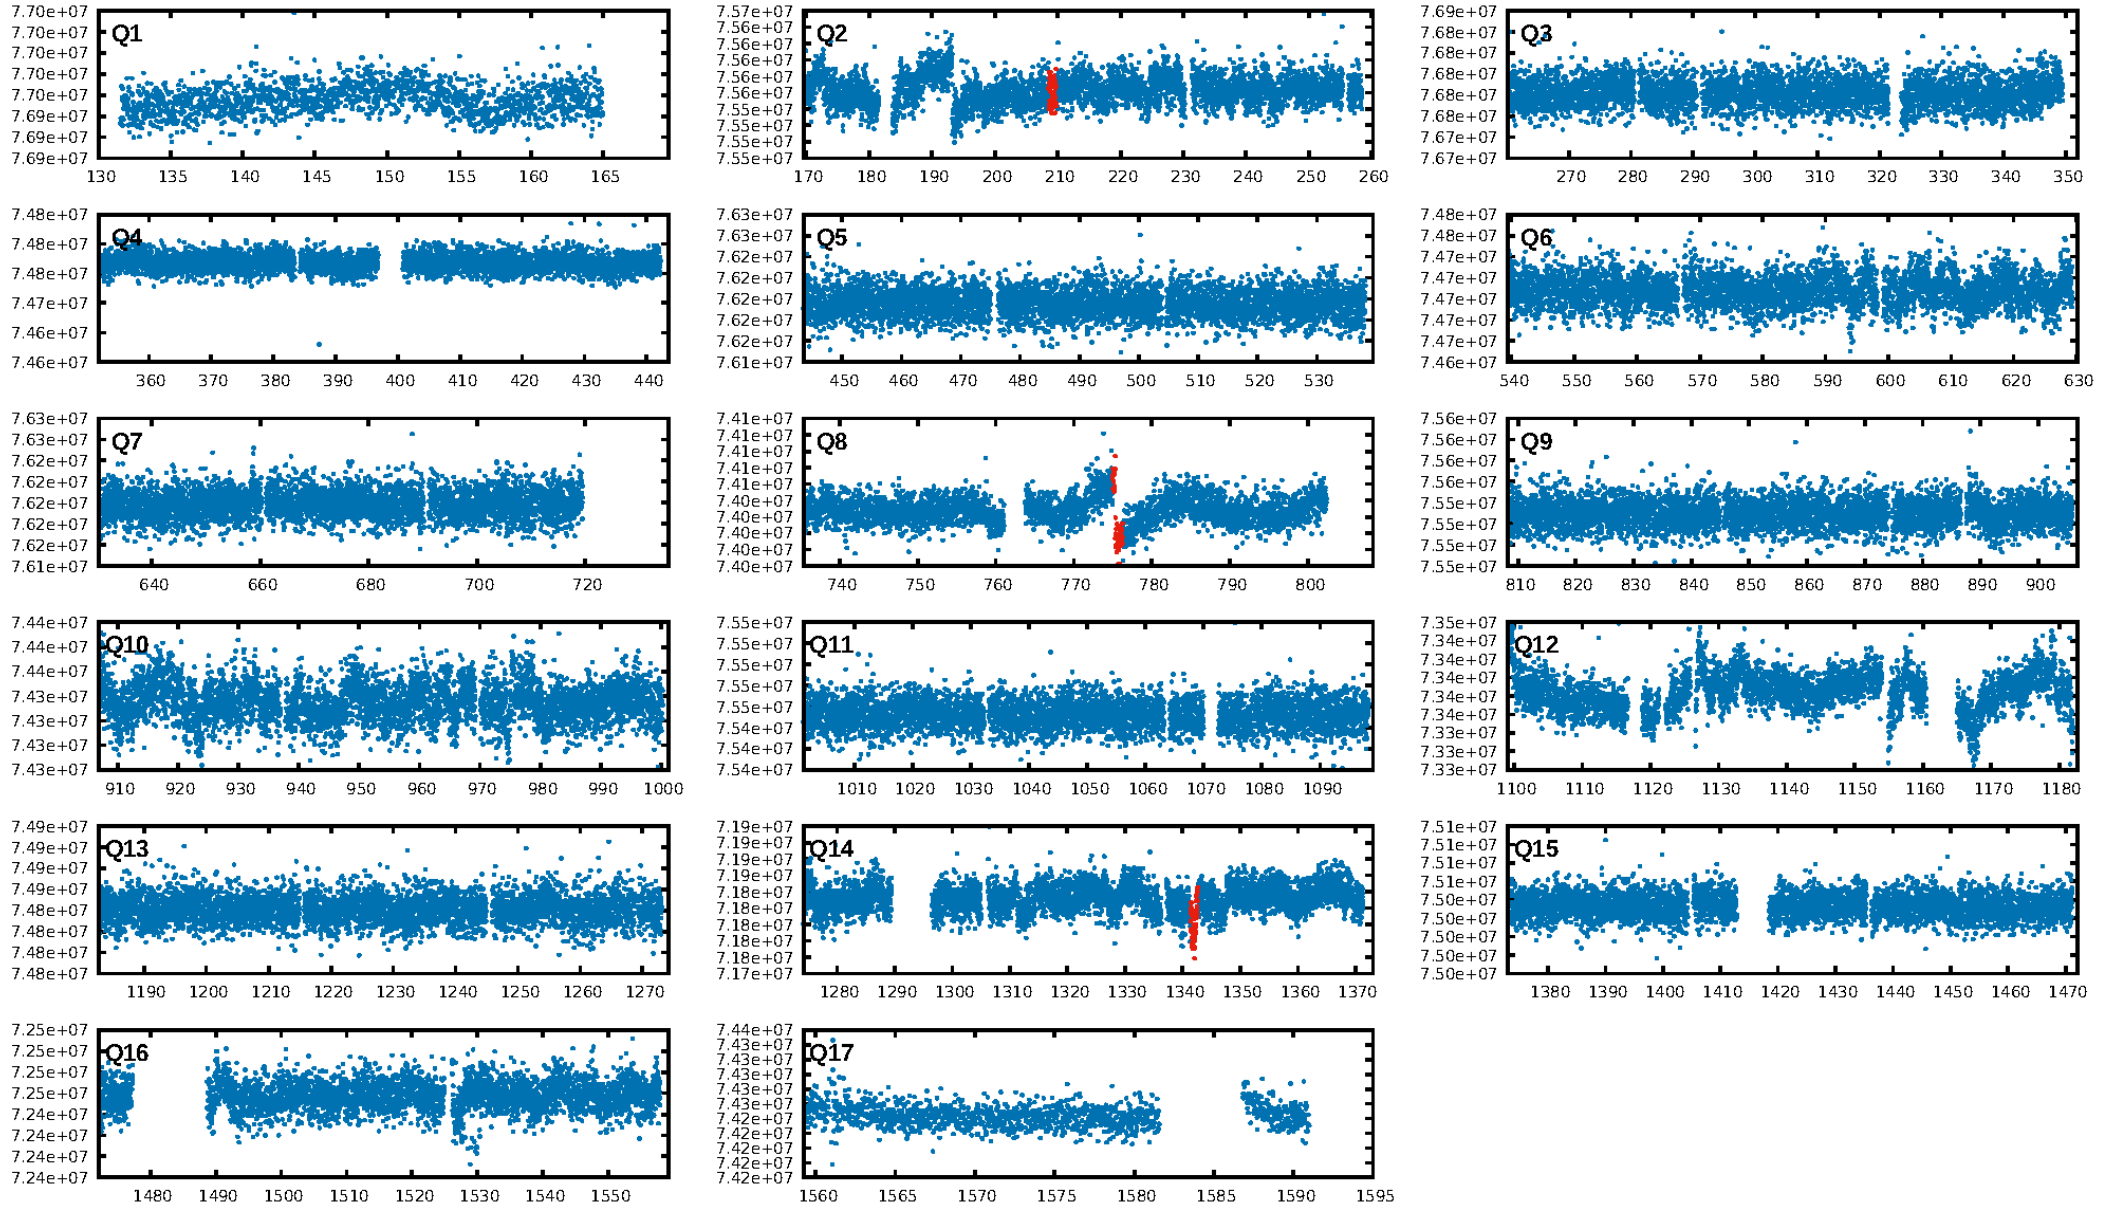 Q1
7.70e+07
7.70e+07
7.70e+07
7.70e+07
7.70e+07
7.69e+07
7.69e+07
7.69e+07
130 135 140 145 150 155 160 165
Q2
7.57e+07
7.56e+07
7.56e+07
7.56e+07
7.56e+07
7.56e+07
7.55e+07
7.55e+07
7.55e+07
7.55e+07
170 180 190 200 210 220 230 240 250 260
Q3
7.69e+07
7.68e+07
7.68e+07
7.68e+07
7.68e+07
7.68e+07
7.67e+07
7.67e+07
270 280 290 300 310 320 330 340 350
Q4
7.48e+07
7.48e+07
7.48e+07
7.47e+07
7.46e+07
7.46e+07
360 370 380 390 400 410 420 430 440
Q5
7.63e+07
7.63e+07
7.62e+07
7.62e+07
7.62e+07
7.62e+07
7.62e+07
7.61e+07
450 460 470 480 490 500 510 520 530
Q6
7.48e+07
7.48e+07
7.47e+07
7.47e+07
7.47e+07
7.47e+07
7.47e+07
7.46e+07
540 550 560 570 580 590 600 610 620 630
Q7
7.63e+07
7.63e+07
7.62e+07
7.62e+07
7.62e+07
7.62e+07
7.62e+07
7.61e+07
640 660 680 700 720
Q8
7.41e+07
7.41e+07
7.41e+07
7.41e+07
7.41e+07
7.40e+07
7.40e+07
7.40e+07
7.40e+07
7.40e+07
740 750 760 770 780 790 800
Q9
7.56e+07
7.56e+07
7.56e+07
7.56e+07
7.55e+07
7.55e+07
7.55e+07
7.55e+07
810 820 830 840 850 860 870 880 890 900
Q10
7.44e+07
7.44e+07
7.44e+07
7.43e+07
7.43e+07
7.43e+07
7.43e+07
910 920 930 940 950 960 970 980 990 1000
Q11
7.55e+07
7.55e+07
7.55e+07
7.55e+07
7.55e+07
7.54e+07
7.54e+07
7.54e+07
1010 1020 1030 1040 1050 1060 1070 1080 1090
Q12
7.35e+07
7.34e+07
7.34e+07
7.34e+07
7.34e+07
7.34e+07
7.34e+07
7.33e+07
7.33e+07
1100 1110 1120 1130 1140 1150 1160 1170 1180
Q13
7.49e+07
7.49e+07
7.49e+07
7.49e+07
7.48e+07
7.48e+07
7.48e+07
7.48e+07
1190 1200 1210 1220 1230 1240 1250 1260 1270
Q14
7.19e+07
7.19e+07
7.19e+07
7.18e+07
7.18e+07
7.18e+07
7.18e+07
7.18e+07
7.18e+07
7.17e+07
1280 1290 1300 1310 1320 1330 1340 1350 1360 1370
Q15
7.51e+07
7.51e+07
7.51e+07
7.51e+07
7.50e+07
7.50e+07
7.50e+07
7.50e+07
7.50e+07
1380 1390 1400 1410 1420 1430 1440 1450 1460 1470
Q16
7.25e+07
7.25e+07
7.25e+07
7.25e+07
7.24e+07
7.24e+07
7.24e+07
7.24e+07
1480 1490 1500 1510 1520 1530 1540 1550
Q17
7.44e+07
7.43e+07
7.43e+07
7.43e+07
7.43e+07
7.43e+07
7.42e+07
7.42e+07
7.42e+07
7.42e+07
7.42e+07
1560 1565 1570 1575 1580 1585 1590 1595